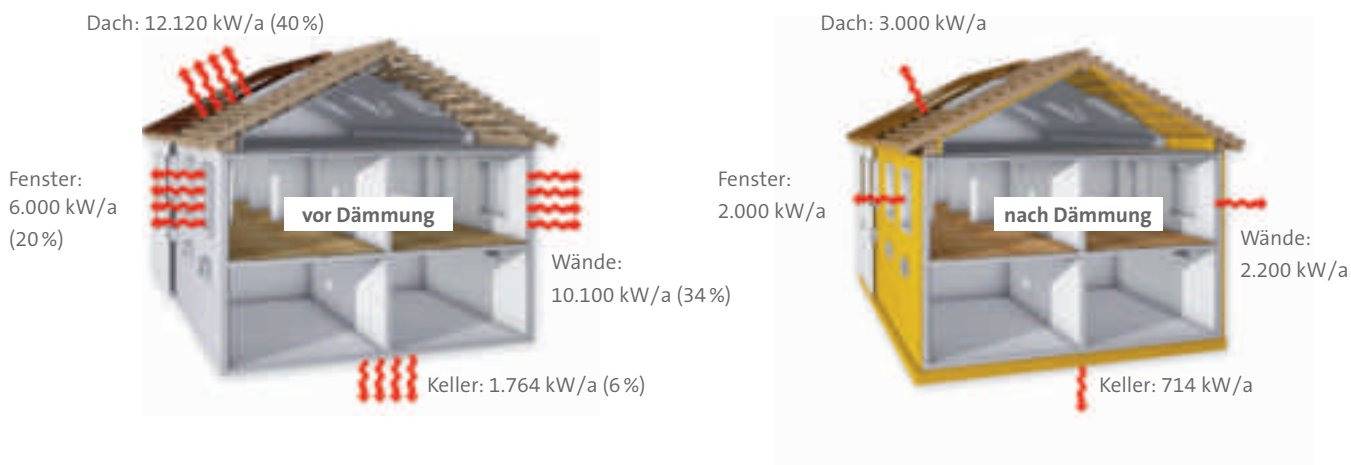 Dach: 12.120 kW/a (40 %)
Fenster:
6.000 kW/a
(20 %)
vor Dämmung
Wände:
10.100 kW/a (34 %)
Keller: 1.764 kW/a (6 %)
Dach: 3.000 kW/a
Fenster:
2.000 kW/a
nach Dämmung
Wände:
2.200 kW/a
Keller: 714 kW/a